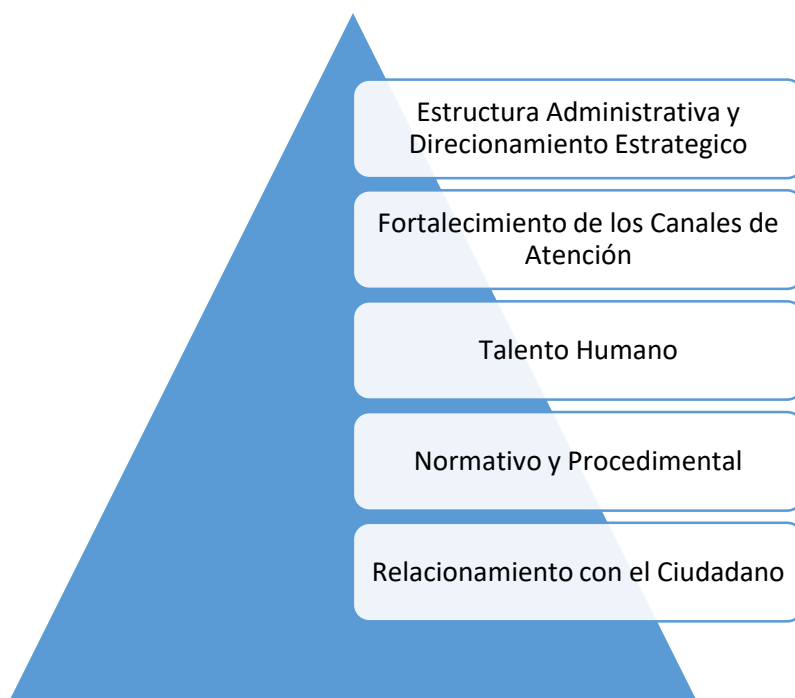 Estructura Administrativa y
Direcionamiento Estrategico
Fortalecimiento de los Canales de
Atención
Talento Humano
Normativo y Procedimental
Relacionamiento con el Ciudadano